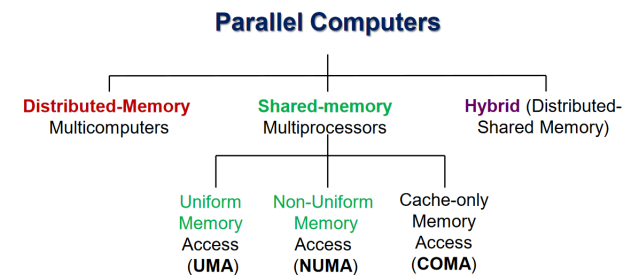 Parallel Computers
Distributed-Memory
Multicomputers
Shared-memory
Multiprocessors
Hybrid (Distributed-
Shared Memory)
Uniform
Memory
Access
(UMA)
Non-Uniform
Memory
Access
(NUMA)
Cache-only
Memory
Access
(COMA)